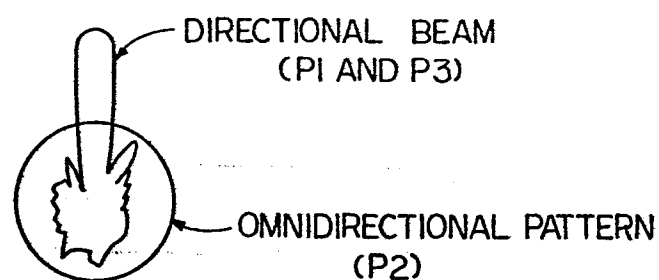 DIRECTIONAL BEAM
(P1 AND P3)
OMNIDIRECTIONAL PATTERN
(P2)